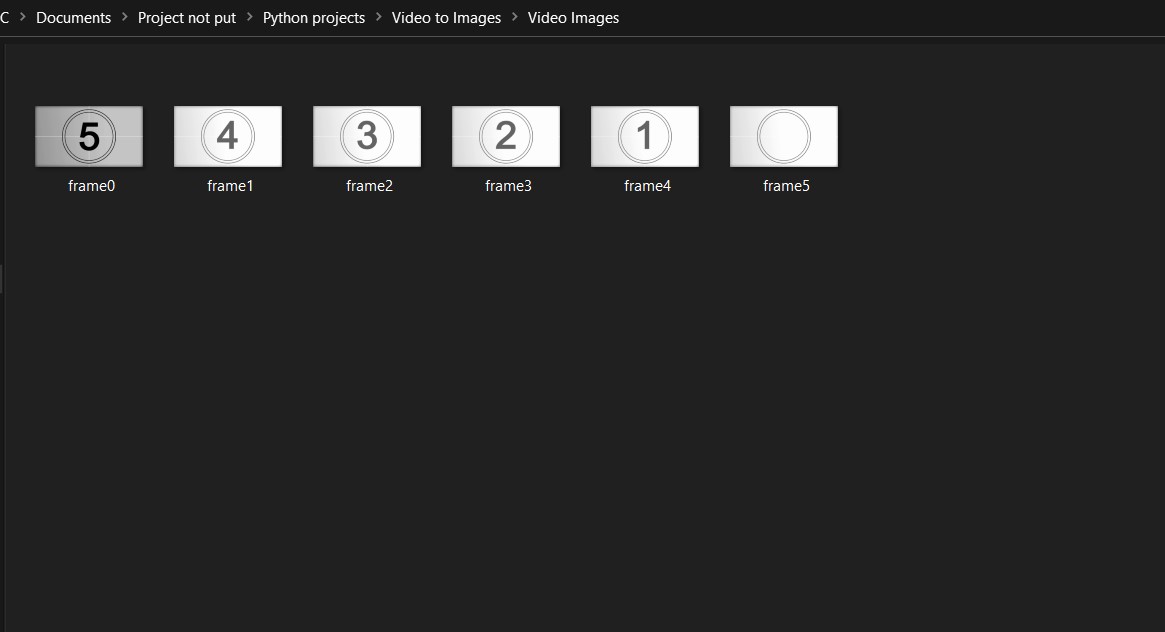 C > Documents > Project not put > Python projects > Video to Images > Video Images
5 4 3 2 1
frame0 frame1 frame2 frame3 frame4 frame5